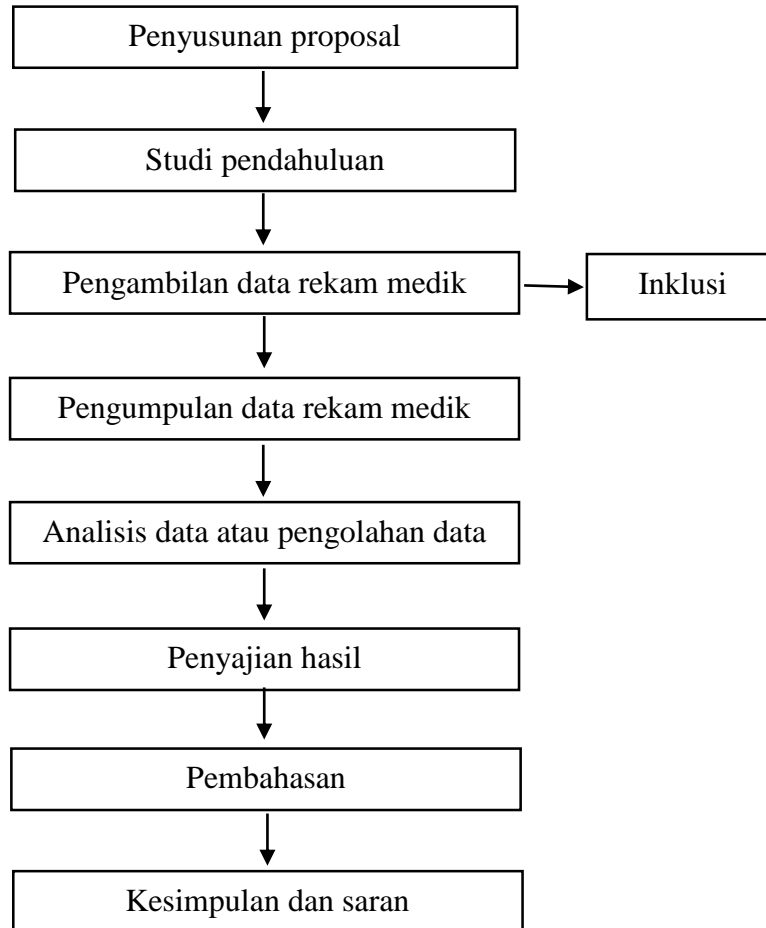 Penyusunan proposal
Studi pendahuluan
Pengambilan data rekam medik
Inklusi
Pengumpulan data rekam medik
Analisis data atau pengolahan data
Penyajian hasil
Pembahasan
Kesimpulan dan saran